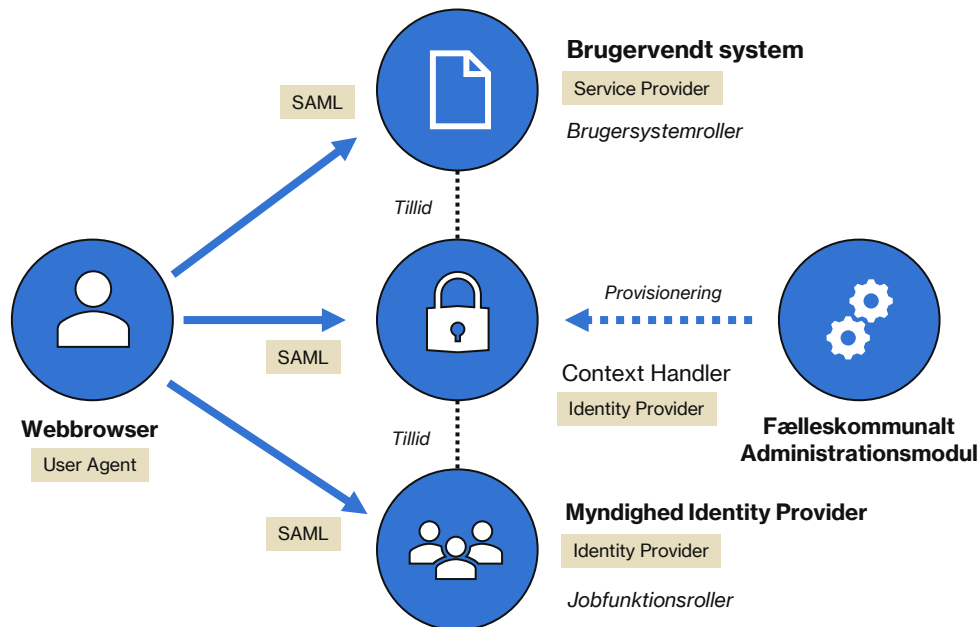 Brugervendt system
Service Provider
Brugersystemroller
SAML
Tillid
Provisionering
SAML
Context Handler
Identity Provider
Webbrowser
User Agent
Tillid
Fælleskommunalt
Administrationsmodul
SAML
Myndighed Identity Provider
Identity Provider
Jobfunktionsroller